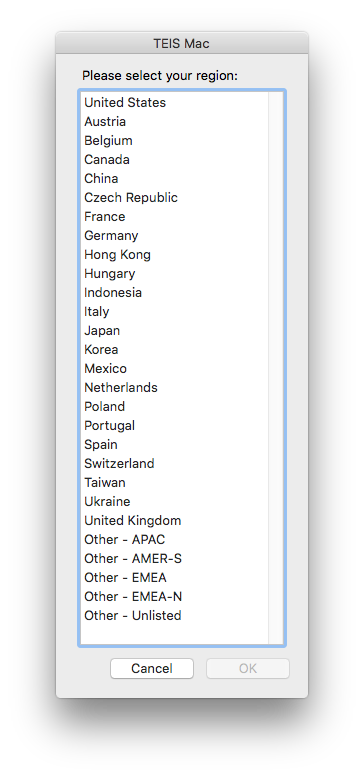 TEIS Mac
Please select your region:
United States
Austria
Belgium
Canada
China
Czech Republic
France
Germany
Hong Kong
Hungary
Indonesia
Italy
Japan
Korea
Mexico
Netherlands
Poland
Portugal
Spain
Switzerland
Taiwan
Ukraine
United Kingdom
Other - APAC
Other - AMER-S
Other - EMEA
Other - EMEA-N
Other - Unlisted
Cancel OK